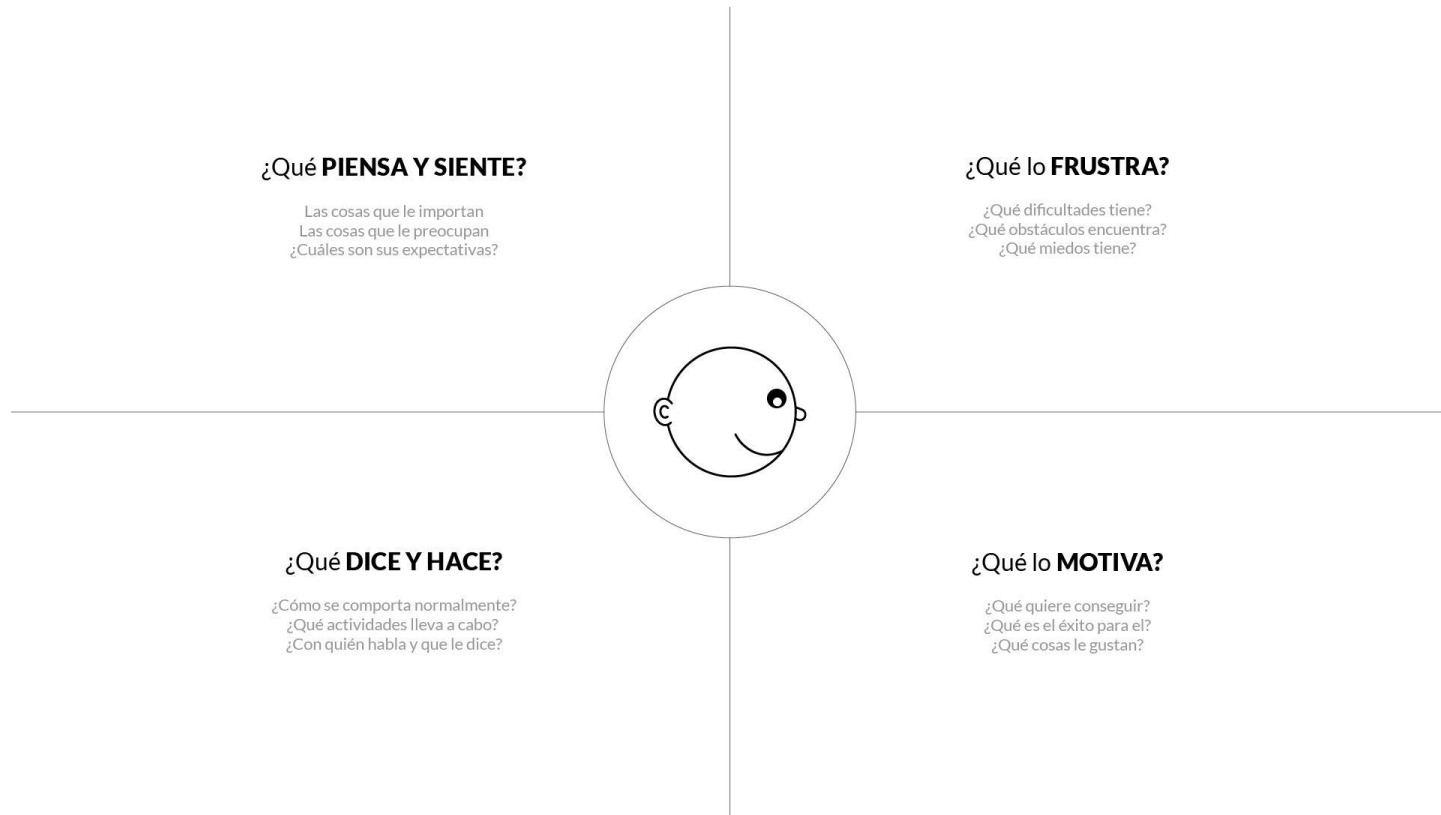 ¿Qué PIENSA Y SIENTE?
Las cosas que le importan
Las cosas que le preocupan
¿Cuáles son sus expectativas?
¿Qué lo FRUSTRA?
¿Qué dificultades tiene?
¿Qué obstáculos encuentra?
¿Qué miedos tiene?
¿Qué DICE Y HACE?
¿Cómo se comporta normalmente?
¿Qué actividades lleva a cabo?
¿Con quién habla y que le dice?
¿Qué lo MOTIVA?
¿Qué quiere conseguir?
¿Qué es el éxito para el?
¿Qué cosas le gustan?